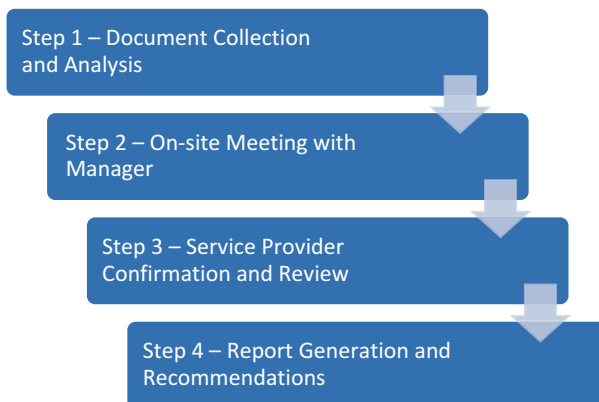 Step 1 – Document Collection
and Analysis
Step 2 – On-site Meeting with
Manager
Step 3 – Service Provider
Confirmation and Review
Step 4 – Report Generation and
Recommendations